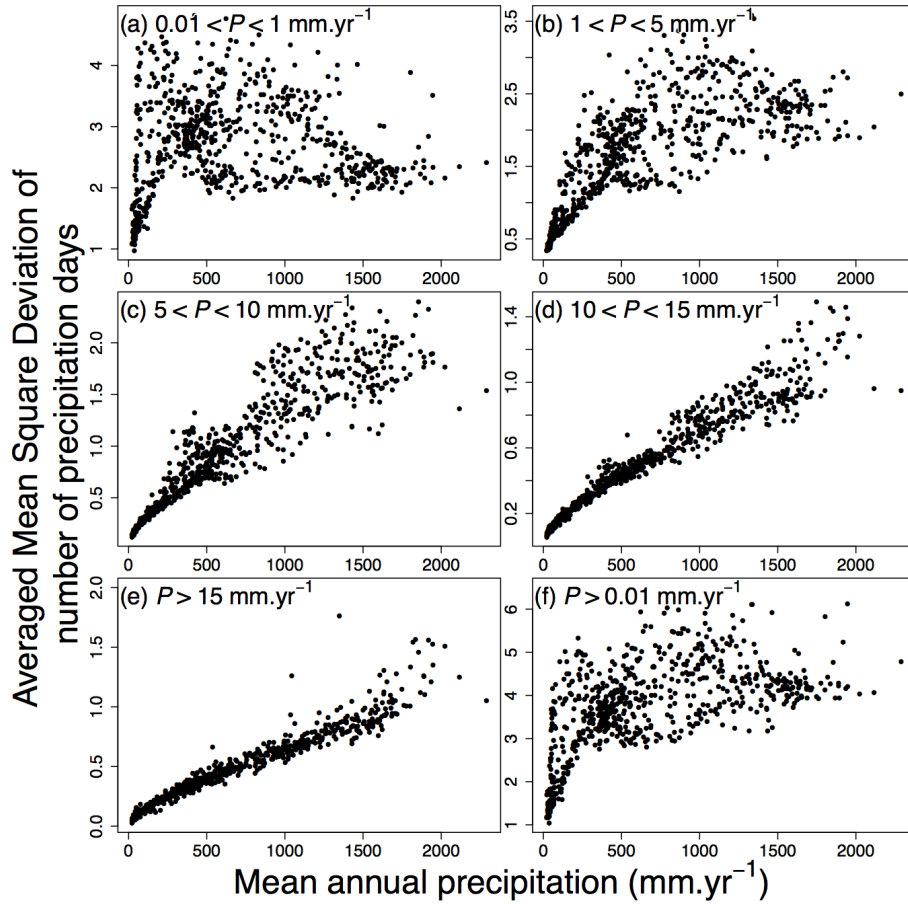 Averaged Mean Square Deviation of
number of precipitation days
(a) 0.01 < P < 1 mm.yr⁻¹
4
3
2
1
0 500 1000 1500 2000
(b) 1 < P < 5 mm.yr⁻¹
3.5
2.5
1.5
0.5
0 500 1000 1500 2000
(c) 5 < P < 10 mm.yr⁻¹
2.0
1.5
1.0
0.5
0 500 1000 1500 2000
(d) 10 < P < 15 mm.yr⁻¹
1.4
1.0
0.6
0.2
0 500 1000 1500 2000
(e) P > 15 mm.yr⁻¹
2.0
1.5
1.0
0.5
0.0
0 500 1000 1500 2000
(f) P > 0.01 mm.yr⁻¹
6
5
4
3
2
1
0 500 1000 1500 2000
Mean annual precipitation (mm.yr⁻¹)